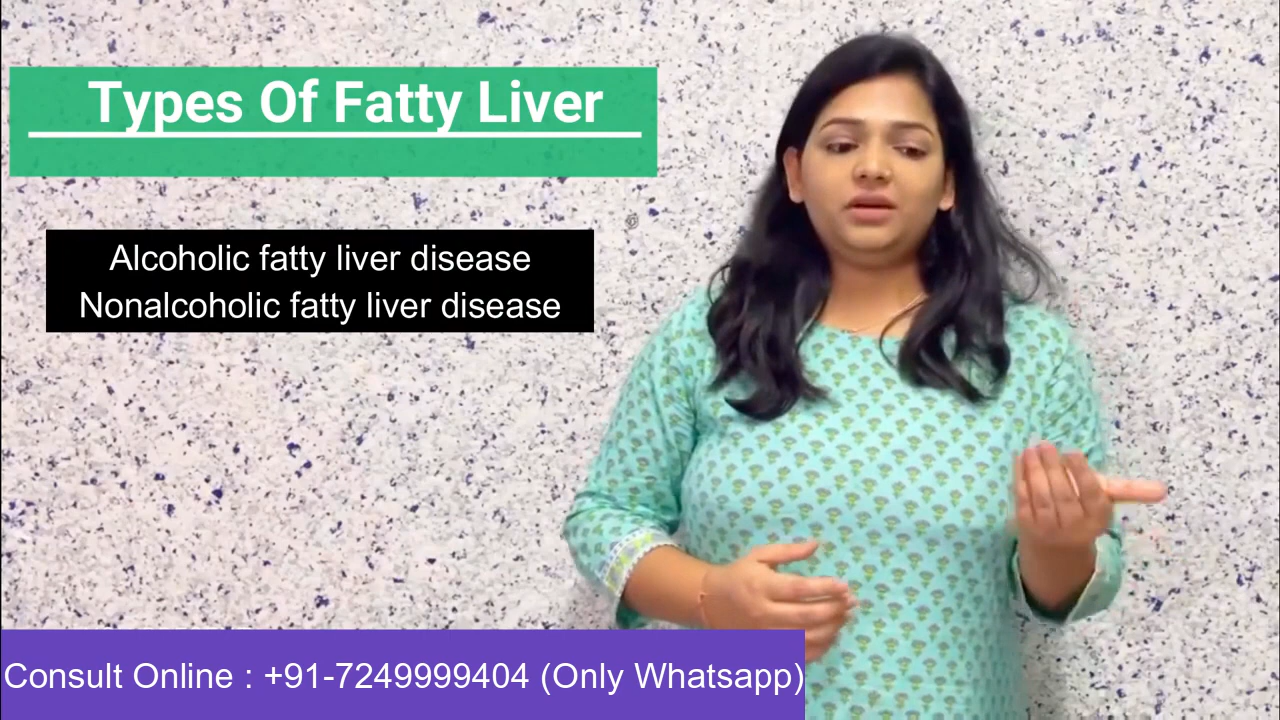 Types Of Fatty Liver
Alcoholic fatty liver disease
Nonalcoholic fatty liver disease
Consult Online : +91-7249999404 (Only Whatsapp)